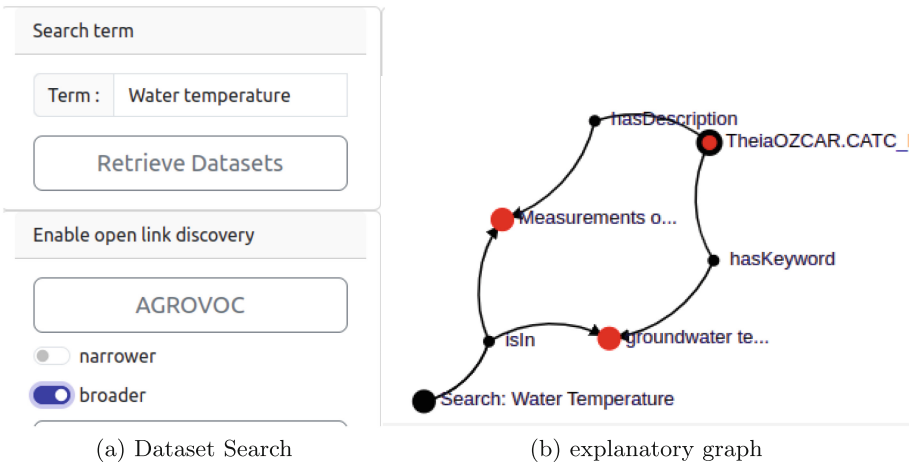 Search term
Term :
Water temperature
Retrieve Datasets
Enable open link discovery
AGROVOC
narrower
broader
(a) Dataset Search
hasDescription
TheiaOZCAR.CATC_
Measurements o...
hasKeyword
isIn
groundwater te...
Search: Water Temperature
(b) explanatory graph